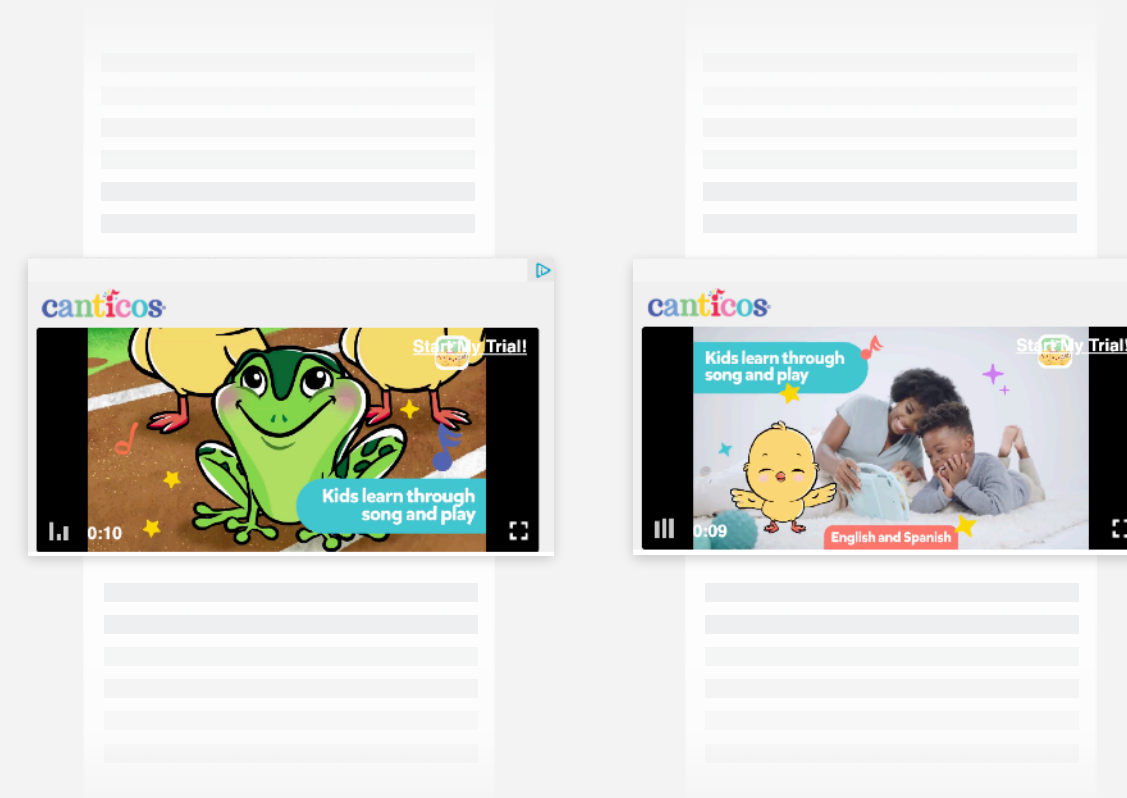 canticos
Start My Trial!
Kids learn through
song and play
0:10
canticos
Start My Trial!
Kids learn through
song and play
English and Spanish
0:09